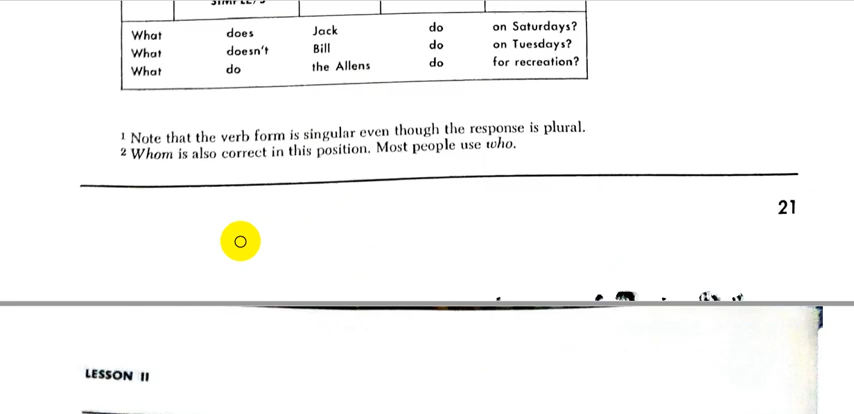 What does Jack do on Saturdays?
What doesn't Bill do on Tuesdays?
What do the Allens do for recreation?
1 Note that the verb form is singular even though the response is plural.
2 Whom is also correct in this position. Most people use who.
21
LESSON II